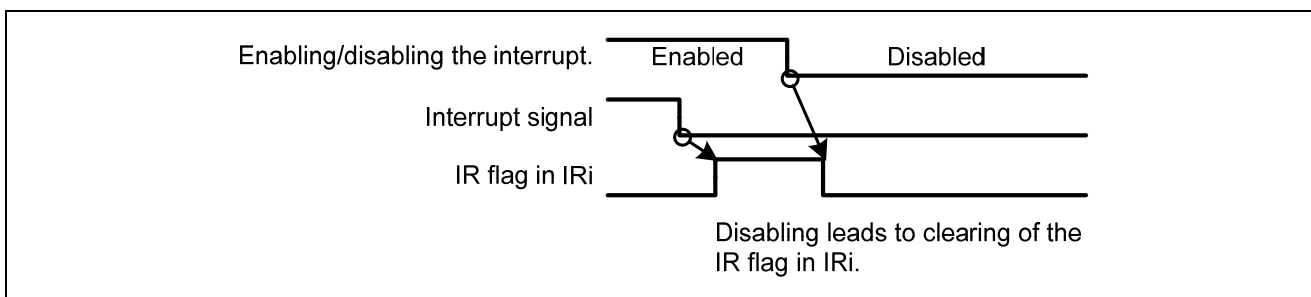 Enabling/disabling the interrupt.
Enabled
Disabled
Interrupt signal
IR flag in IRi
Disabling leads to clearing of the
IR flag in IRi.